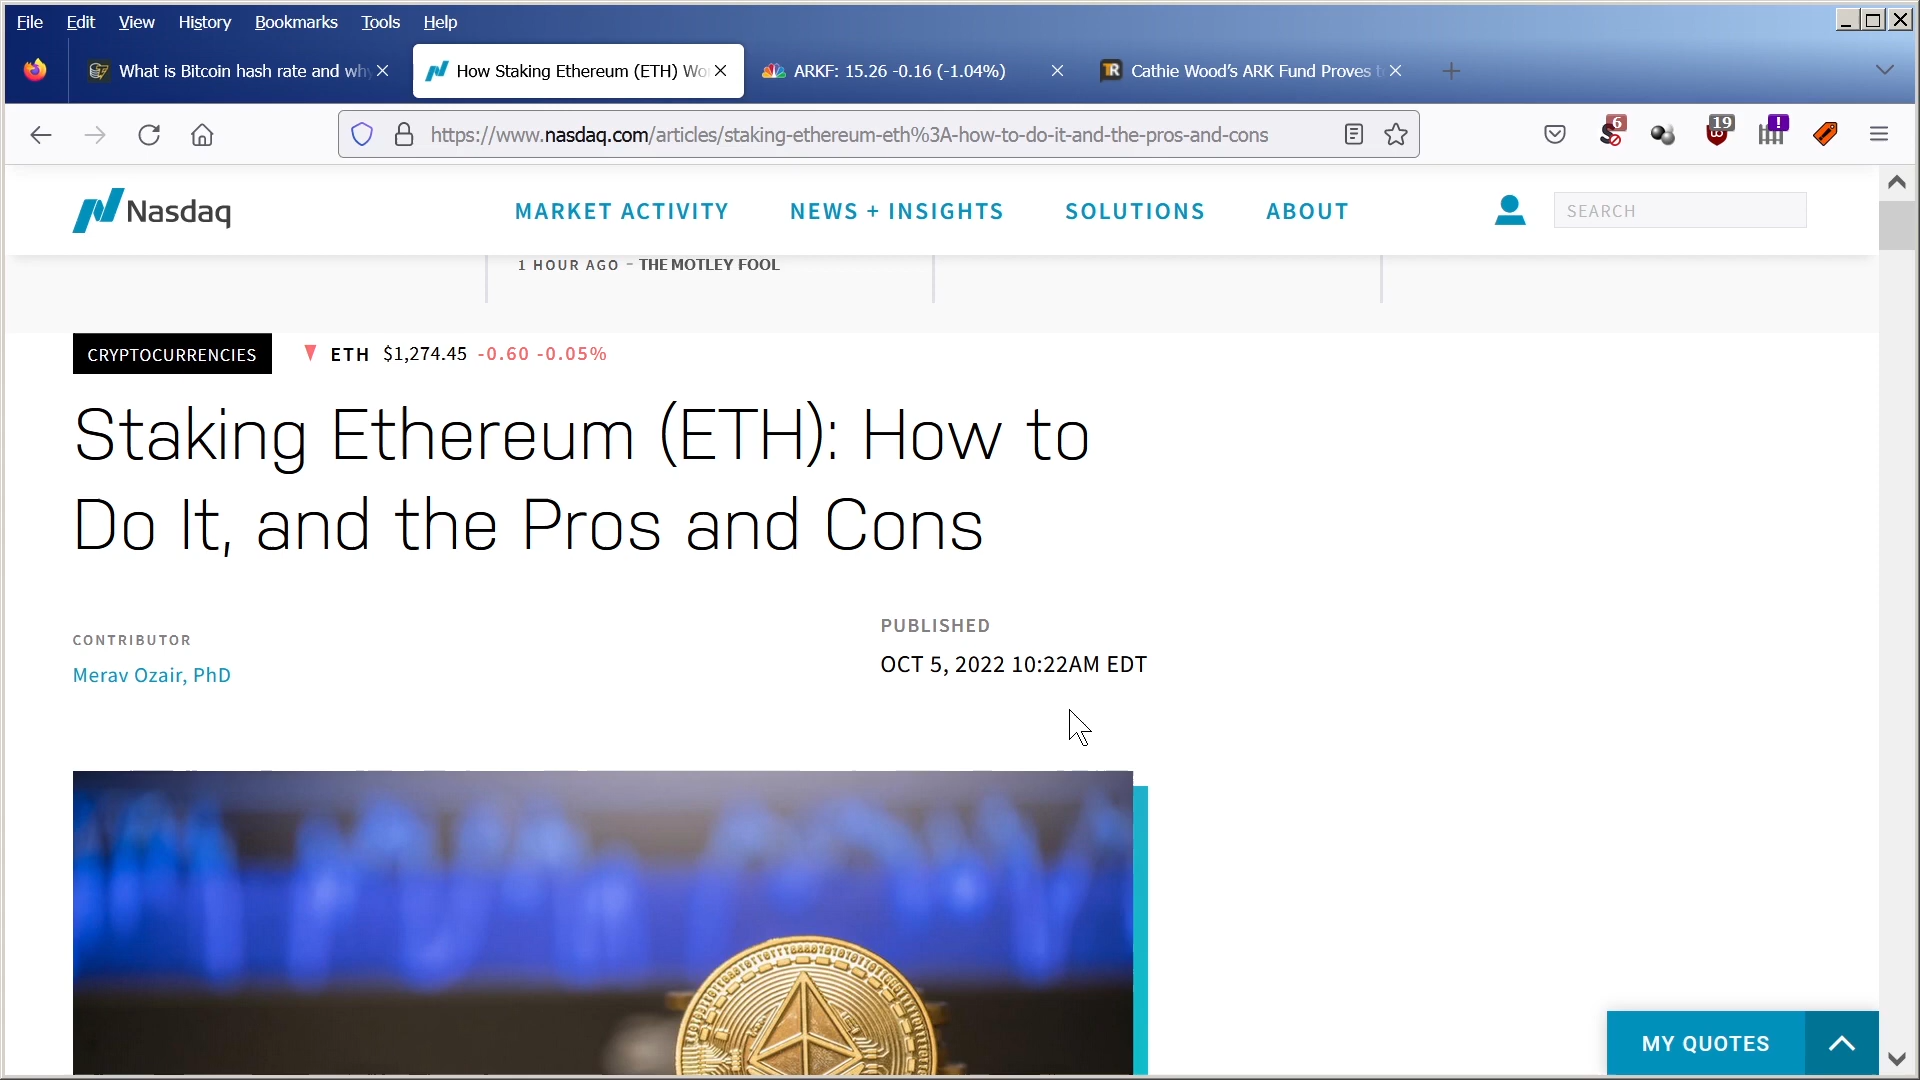 File Edit View History Bookmarks Tools Help
What is Bitcoin hash rate and why
How Staking Ethereum (ETH) Wo
ARKF: 15.26 -0.16 (-1.04%)
Cathie Wood's ARK Fund Proves t
https://www.nasdaq.com/articles/staking-ethereum-eth%3A-how-to-do-it-and-the-pros-and-cons
6
19
!
Nasdaq
MARKET ACTIVITY
NEWS + INSIGHTS
SOLUTIONS
ABOUT
SEARCH
1 HOUR AGO - THE MOTLEY FOOL
CRYPTOCURRENCIES
ETH $1,274.45 -0.60 -0.05%
Staking Ethereum (ETH): How to
Do It, and the Pros and Cons
CONTRIBUTOR
Merav Ozair, PhD
PUBLISHED
OCT 5, 2022 10:22AM EDT
MY QUOTES